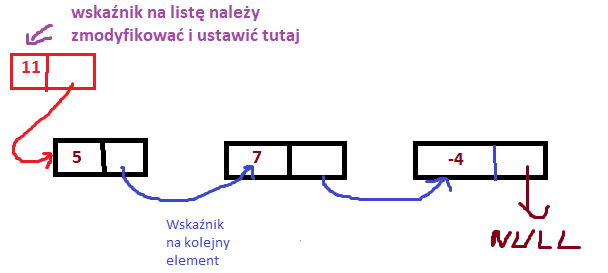 wskaźnik na listę należy
zmodyfikować i ustawić tutaj
11
5
7
-4
Wskaźnik
na kolejny
element
NULL